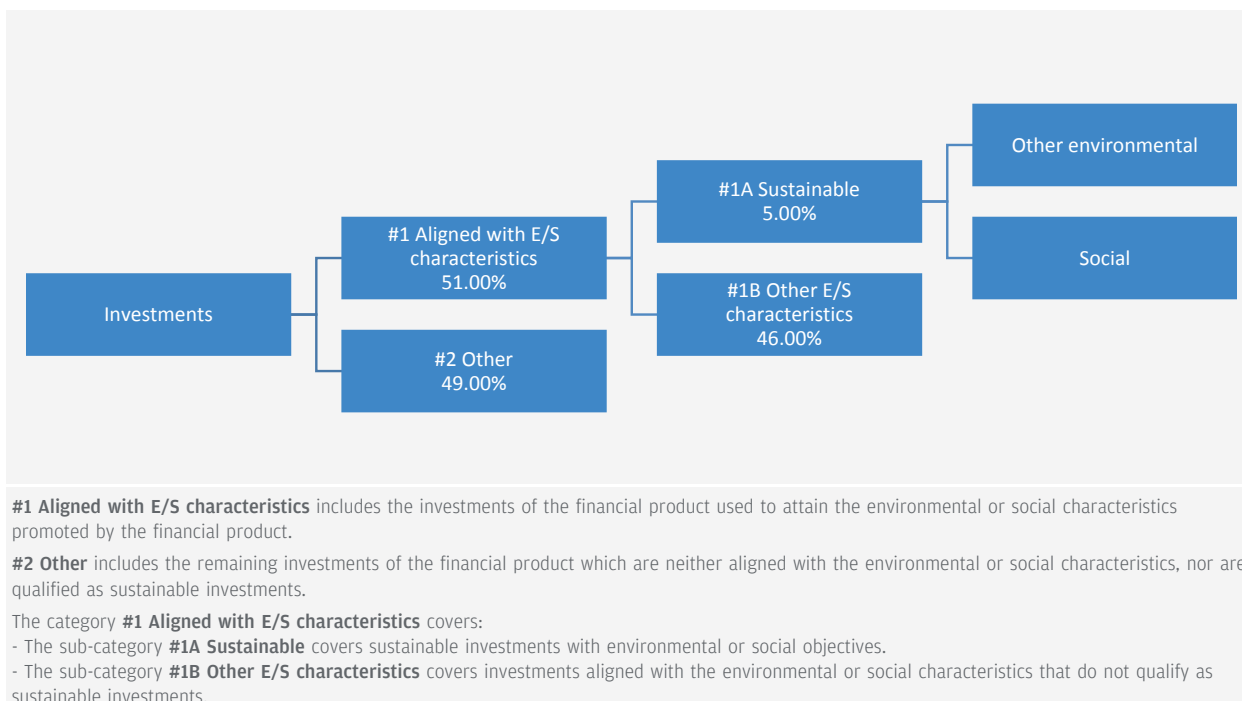 Investments
#1 Aligned with E/S
characteristics
51.00%
#2 Other
49.00%
#1A Sustainable
5.00%
#1B Other E/S
characteristics
46.00%
Other environmental
Social
#1 Aligned with E/S characteristics includes the investments of the financial product used to attain the environmental or social characteristics
promoted by the financial product.
#2 Other includes the remaining investments of the financial product which are neither aligned with the environmental or social characteristics, nor are
qualified as sustainable investments.
The category #1 Aligned with E/S characteristics covers:
- The sub-category #1A Sustainable covers sustainable investments with environmental or social objectives.
- The sub-category #1B Other E/S characteristics covers investments aligned with the environmental or social characteristics that do not qualify as
sustainable investments